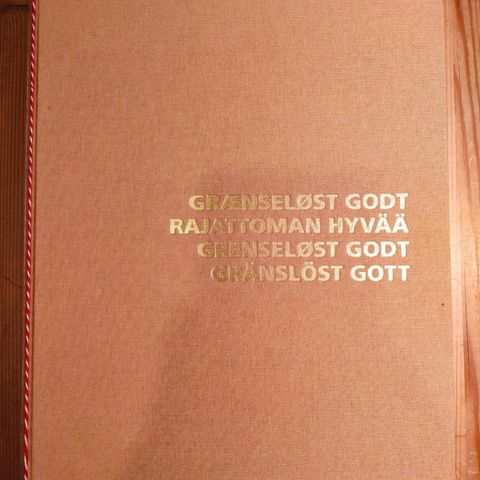 GRÆNSELØST GODT
RAJATTOMAN HYVÄÄ
GRENSELØST GODT
GRÄNSLÖST GOTT